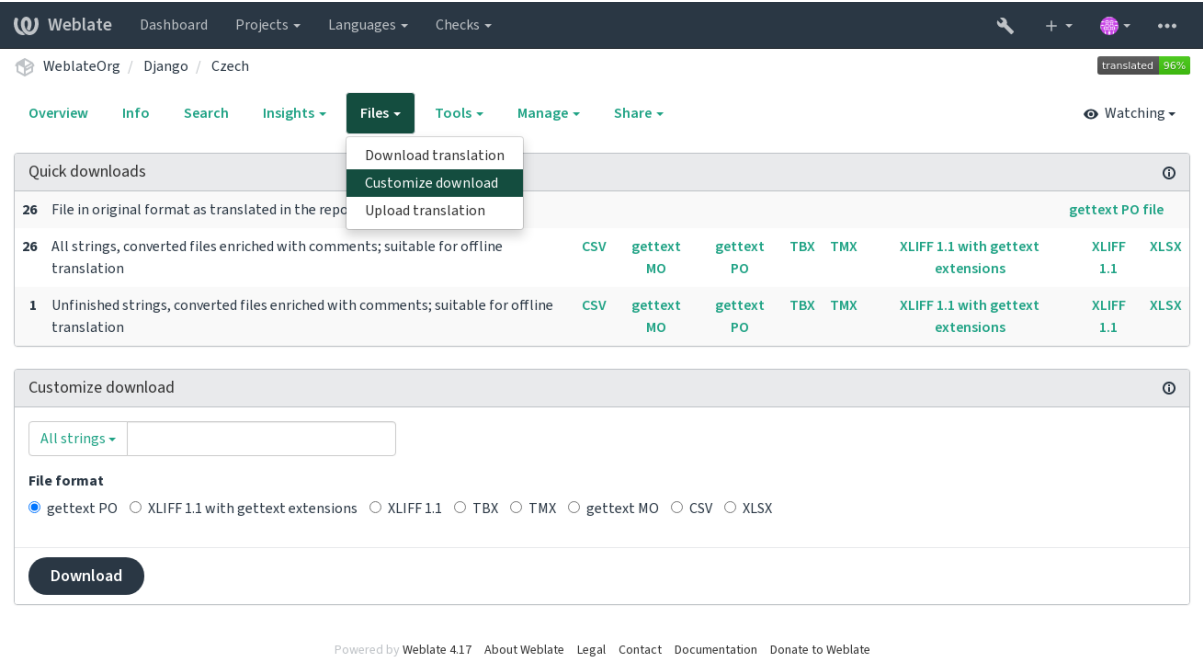 Weblate Dashboard Projects Languages Checks
WeblateOrg / Django / Czech
translated 96%
Overview Info Search Insights Files Tools Manage Share Watching
Download translation
Customize download
Upload translation
Quick downloads
26 File in original format as translated in the repo gettext PO file
26 All strings, converted files enriched with comments; suitable for offline translation CSV gettext MO gettext PO TBX TMX XLIFF 1.1 with gettext extensions XLIFF 1.1 XLSX
1 Unfinished strings, converted files enriched with comments; suitable for offline translation CSV gettext MO gettext PO TBX TMX XLIFF 1.1 with gettext extensions XLIFF 1.1 XLSX
Customize download
All strings
File format
gettext PO XLIFF 1.1 with gettext extensions XLIFF 1.1 TBX TMX gettext MO CSV XLSX
Download
Powered by Weblate 4.17 About Weblate Legal Contact Documentation Donate to Weblate